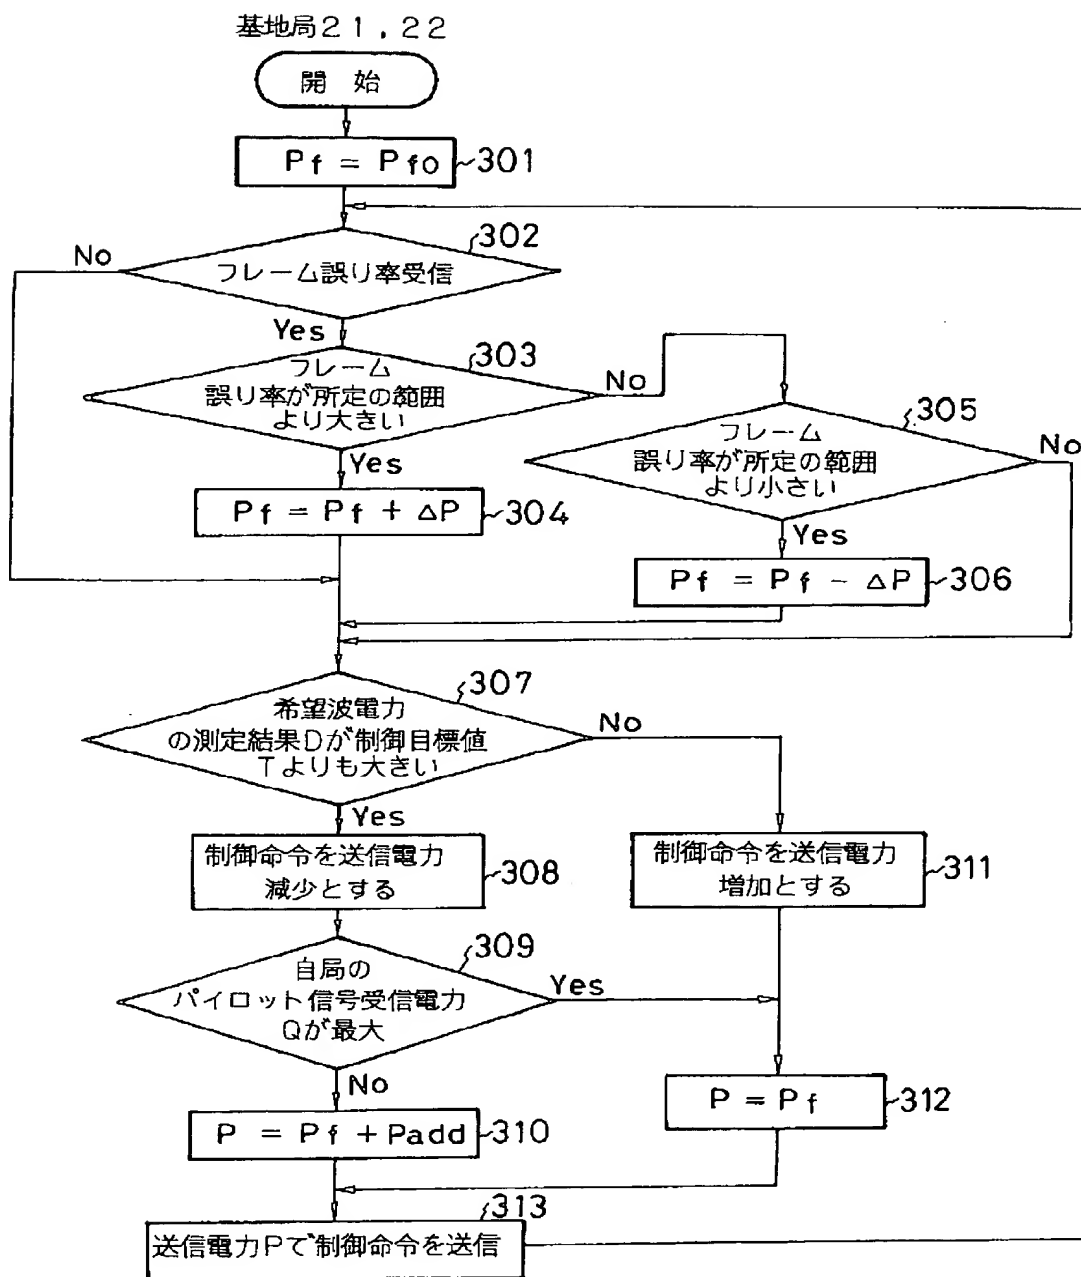 基地局21,22
開 始
Pf = Pfo
301
302
No
フレーム誤り率受信
Yes
303
フレーム
誤り率が所定の範囲
より大きい
No
305
フレーム
誤り率が所定の範囲
より小さい
No
Yes
Pf = Pf + ΔP
304
Yes
Pf = Pf - ΔP
306
307
希望波電力
の測定結果Dが制御目標値
Tよりも大きい
No
Yes
制御命令を送信電力
減少とする
308
制御命令を送信電力
増加とする
311
309
自局の
パイロット信号受信電力
Qが最大
Yes
No
P = Pf + Padd
310
P = Pf
312
313
送信電力Pで制御命令を送信